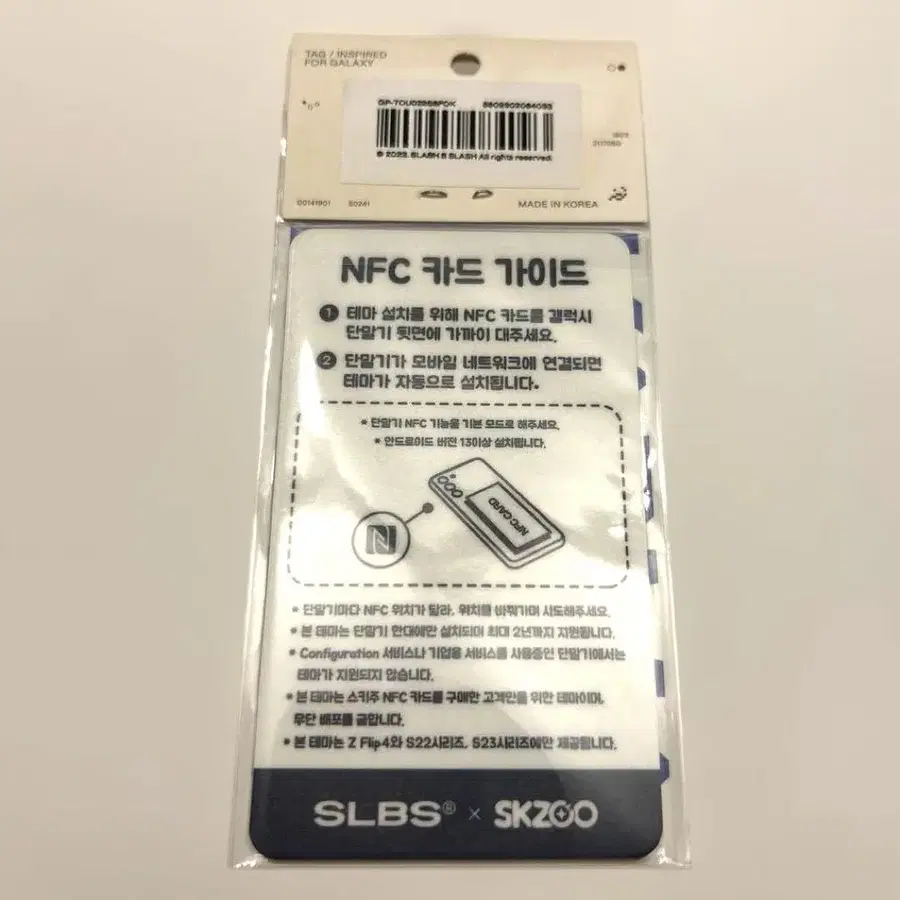 TAG / INSPIRED
FOR GALAXY
© 2023. SLASH B SLASH All rights reserved.
00141901 S0241
MADE IN KOREA
NFC 카드 가이드
1 테마 설치를 위해 NFC 카드를 갤럭시
단말기 뒷면에 가까이 대주세요.
2 단말기가 모바일 네트워크에 연결되면
테마가 자동으로 설치됩니다.
* 단말기 NFC 기능을 기본 모드로 해주세요.
* 안드로이드 버전 13이상 설치됩니다.
NFC-CARD
* 단말기마다 NFC 위치가 달라, 위치를 바꿔가며 시도해주세요.
* 본 테마는 단말기 한대에만 설치되며 최대 2년까지 지원됩니다.
* Configuration 서비스나 기업용 서비스를 사용중인 단말기에서는
테마가 지원되지 않습니다.
* 본 테마는 스키주 NFC 카드를 구매한 고객만을 위한 테마이며,
무단 배포를 금합니다.
* 본 테마는 Z Flip4와 S22시리즈, S23시리즈에만 제공됩니다.
SLBS® × SKZOO